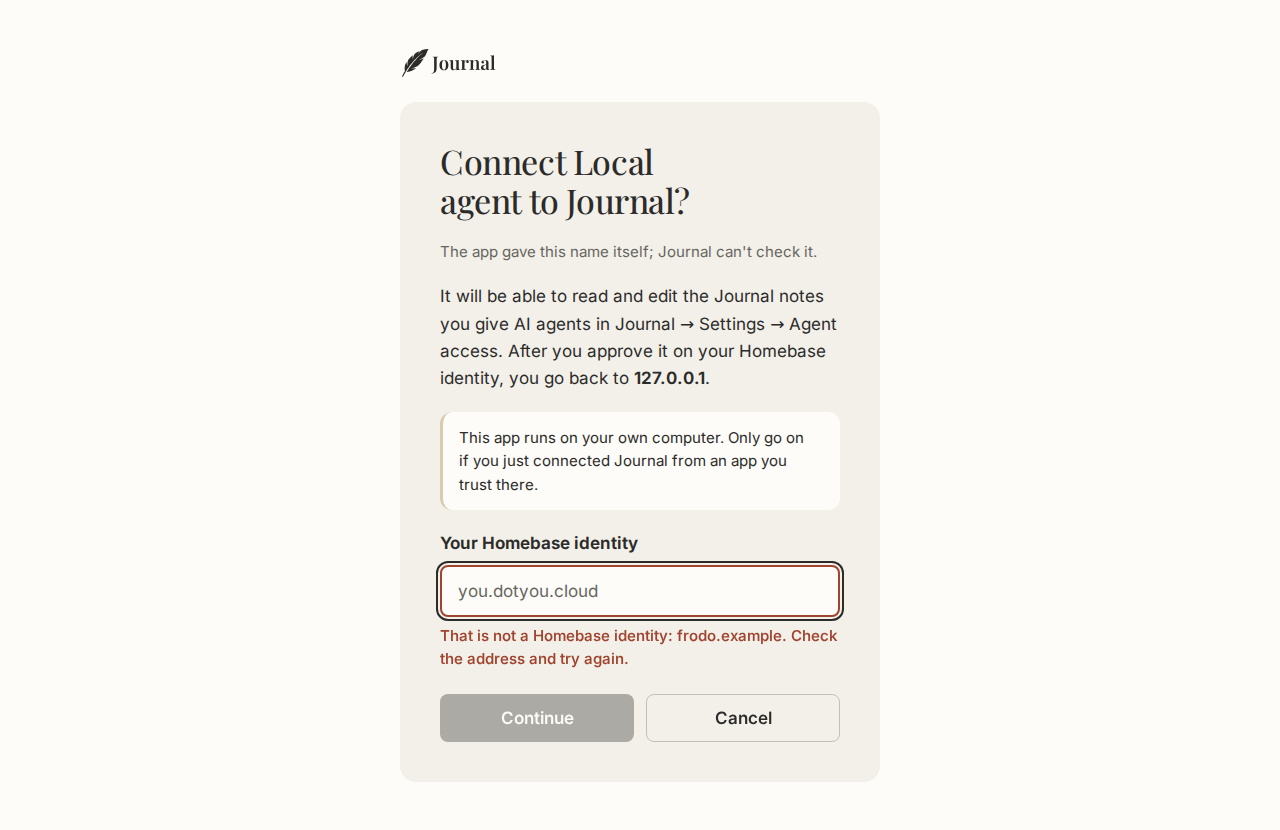 Journal
Connect Local
agent to Journal?
The app gave this name itself; Journal can't check it.
It will be able to read and edit the Journal notes
you give AI agents in Journal → Settings → Agent
access. After you approve it on your Homebase
identity, you go back to 127.0.0.1.
This app runs on your own computer. Only go on
if you just connected Journal from an app you
trust there.
Your Homebase identity
you.dotyou.cloud
That is not a Homebase identity: frodo.example. Check
the address and try again.
Continue
Cancel